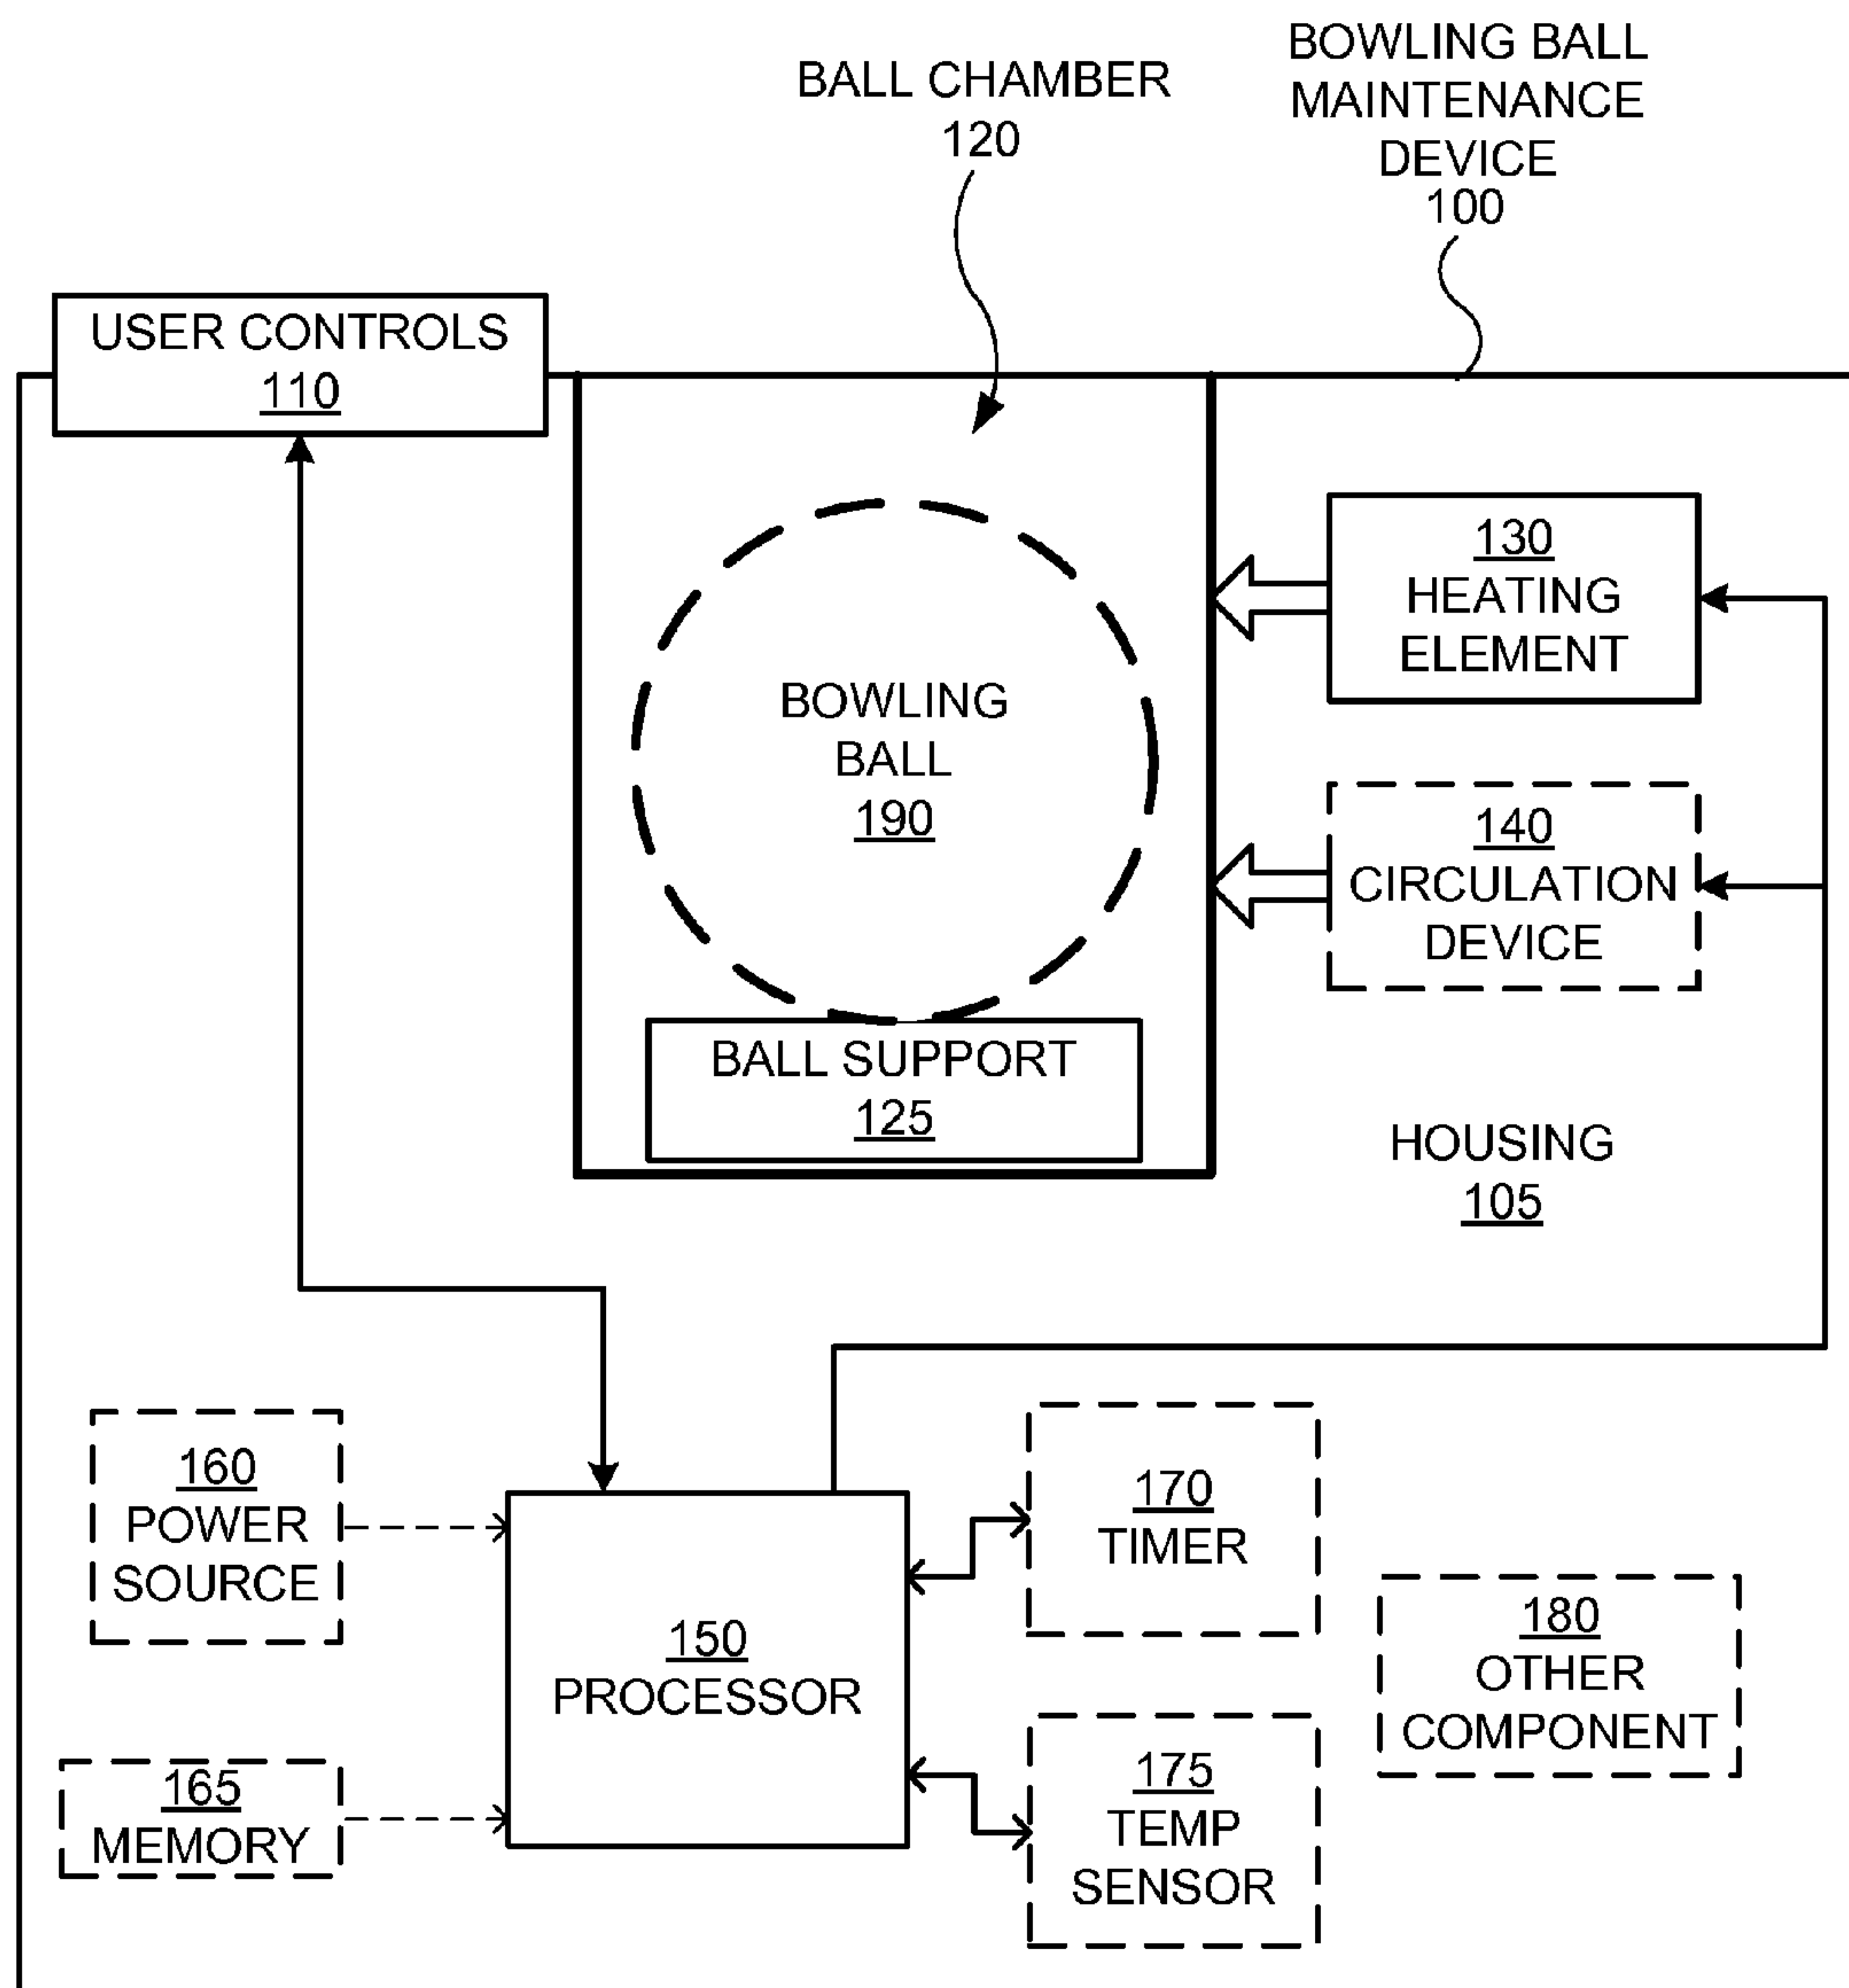 BOWLING BALL
MAINTENANCE
DEVICE
100
BALL CHAMBER
120
USER CONTROLS
110
130
HEATING
ELEMENT
BOWLING
BALL
190
140
CIRCULATION
DEVICE
BALL SUPPORT
125
HOUSING
105
160
POWER
SOURCE
170
TIMER
150
PROCESSOR
180
OTHER
COMPONENT
165
MEMORY
175
TEMP
SENSOR